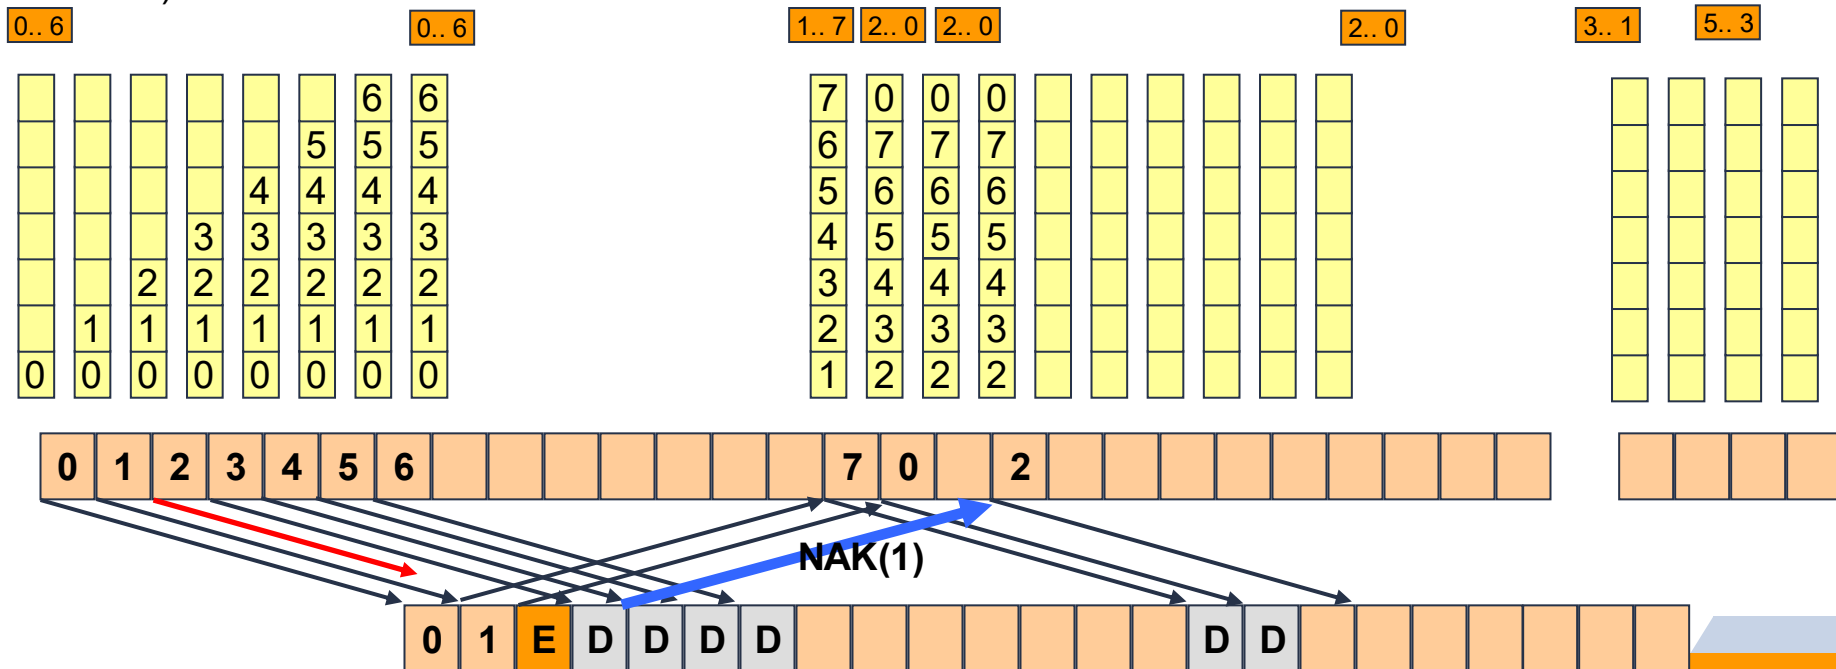 0.. 6 0.. 6 1.. 7 2.. 0 2.. 0 2.. 0 3.. 1 5.. 3
6 6 7 0 0 0
5 5 5 6 7 7 7
4 4 4 4 5 6 6 6
3 3 3 3 3 4 5 5 5
2 2 2 2 2 2 3 4 4 4
1 1 1 1 1 1 1 2 3 3 3
0 0 0 0 0 0 0 0 1 2 2 2
0 1 2 3 4 5 6 7 0 2
NAK(1)
0 1 E D D D D D D